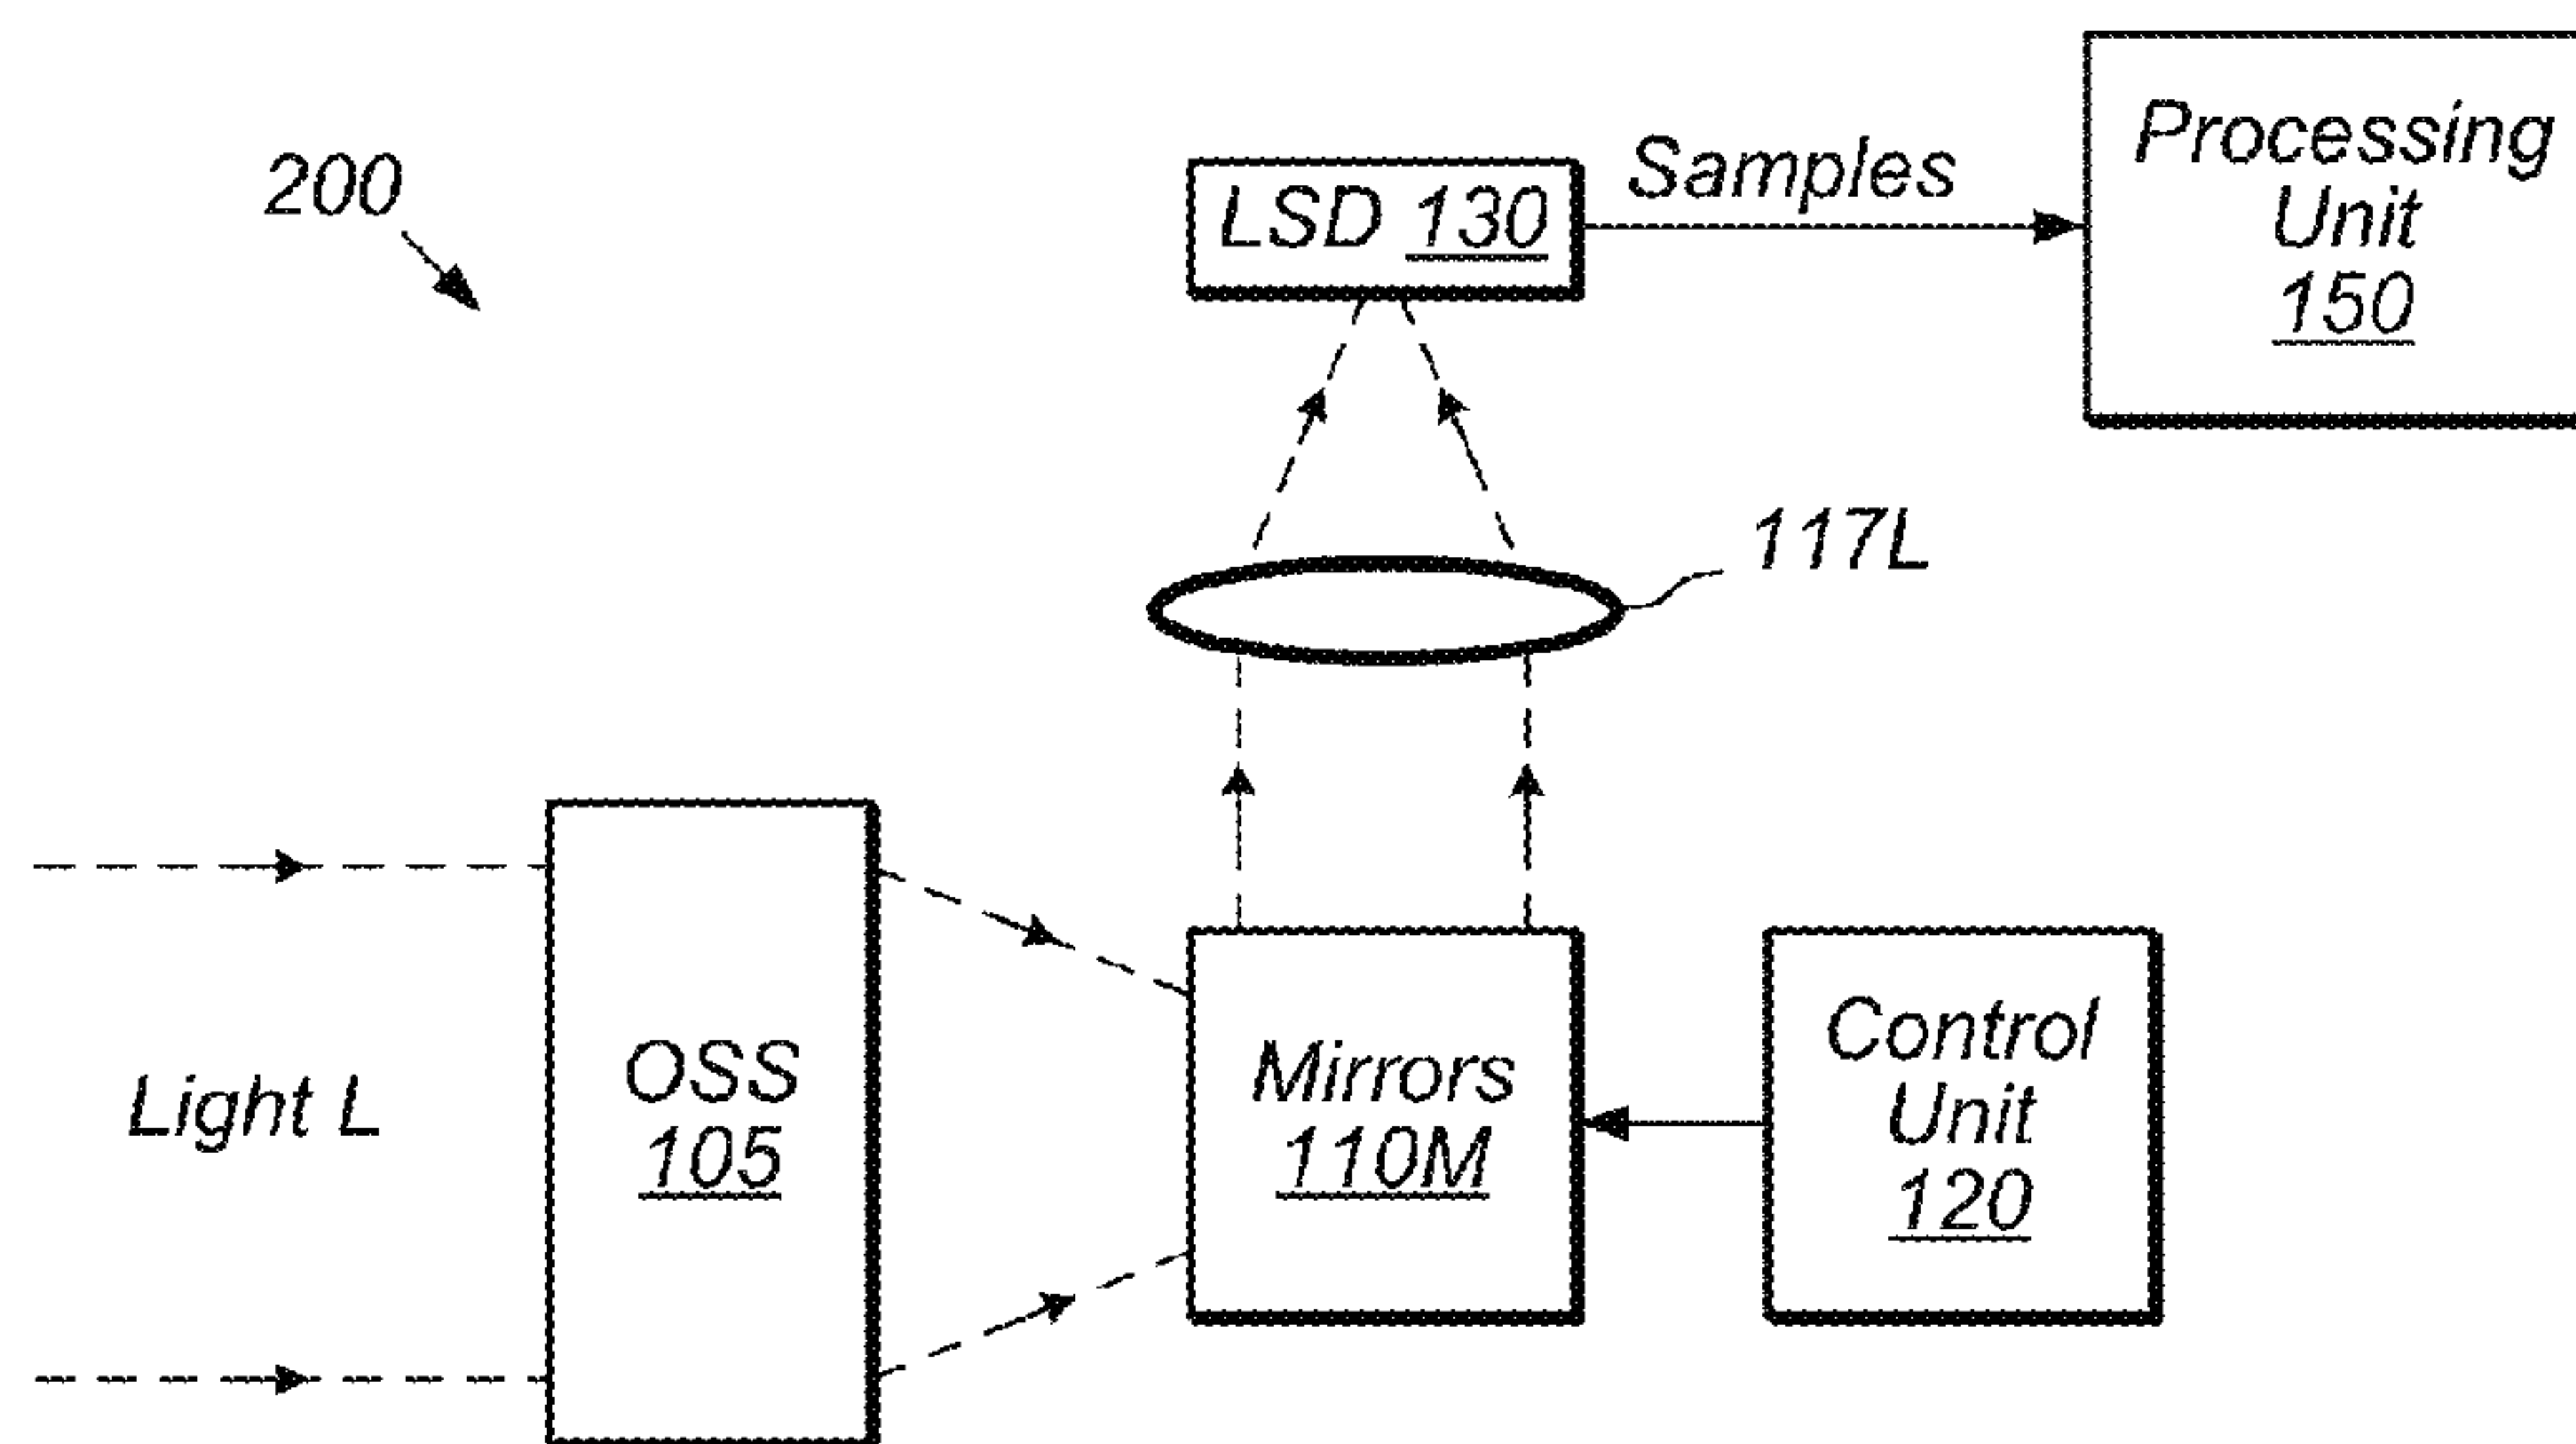 200
LSD 130
Samples
Processing
Unit
150
117L
Light L
OSS
105
Mirrors
110M
Control
Unit
120